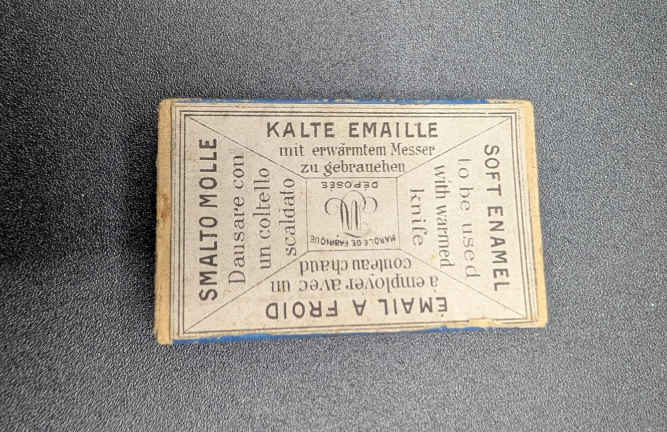 KALTE EMAILLE
mit erwärmtem Messer
zu gebrauchen
SOFT ENAMEL
to be used
with warmed
knife
ÉMAIL A FROID
à employer avec un
couteau chaud
SMALTO MOLLE
Dausare con
un coltello
scaldato
MARQUE DE FABRIQUE
DÉPOSÉE